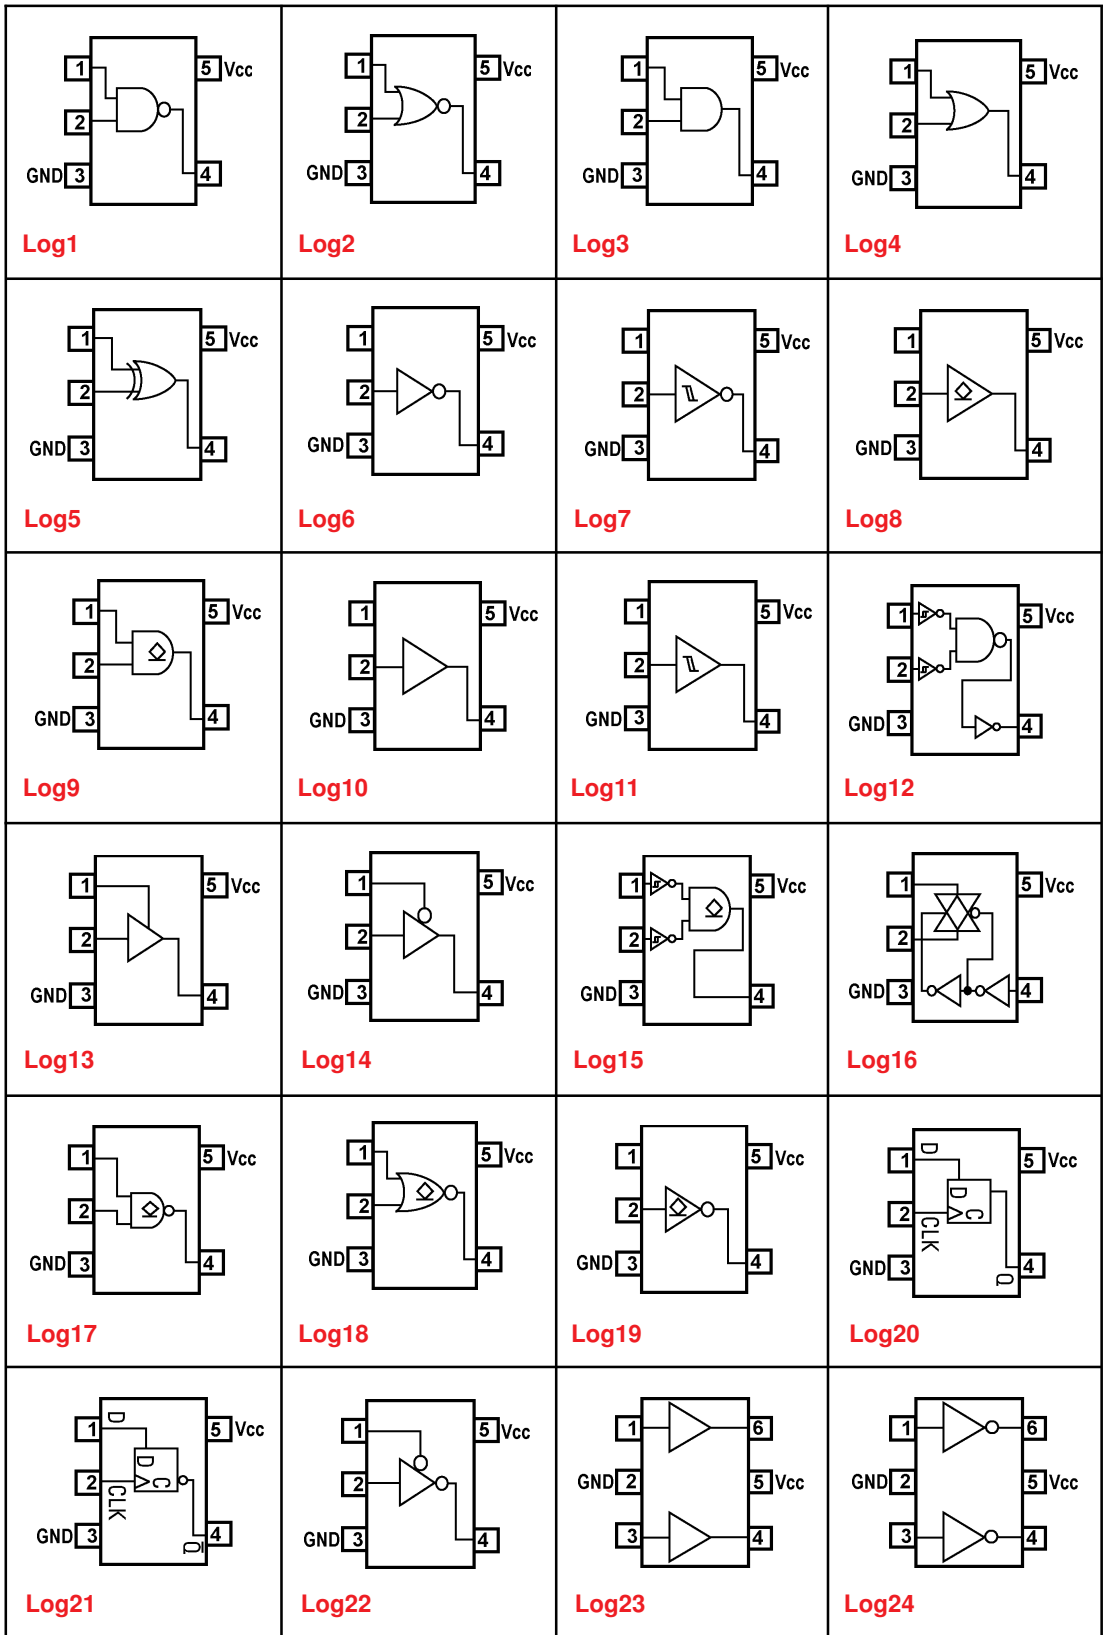 1 5 Vcc
2
GND 3 4
Log1
1 5 Vcc
2
GND 3 4
Log2
1 5 Vcc
2
GND 3 4
Log3
1 5 Vcc
2
GND 3 4
Log4
1 5 Vcc
2
GND 3 4
Log5
1 5 Vcc
2
GND 3 4
Log6
1 5 Vcc
2
GND 3 4
Log7
1 5 Vcc
2
GND 3 4
Log8
1 5 Vcc
2
GND 3 4
Log9
1 5 Vcc
2
GND 3 4
Log10
1 5 Vcc
2
GND 3 4
Log11
1 5 Vcc
2
GND 3 4
Log12
1 5 Vcc
2
GND 3 4
Log13
1 5 Vcc
2
GND 3 4
Log14
1 5 Vcc
2
GND 3 4
Log15
1 5 Vcc
2
GND 3 4
Log16
1 5 Vcc
2
GND 3 4
Log17
1 5 Vcc
2
GND 3 4
Log18
1 5 Vcc
2
GND 3 4
Log19
D
1 5 Vcc
D C
2 CLK
GND 3 Q 4
Log20
D
1 5 Vcc
D C
2 CLK
GND 3 Q̅ 4
Log21
1 5 Vcc
2
GND 3 4
Log22
1 6
GND 2 5 Vcc
3 4
Log23
1 6
GND 2 5 Vcc
3 4
Log24